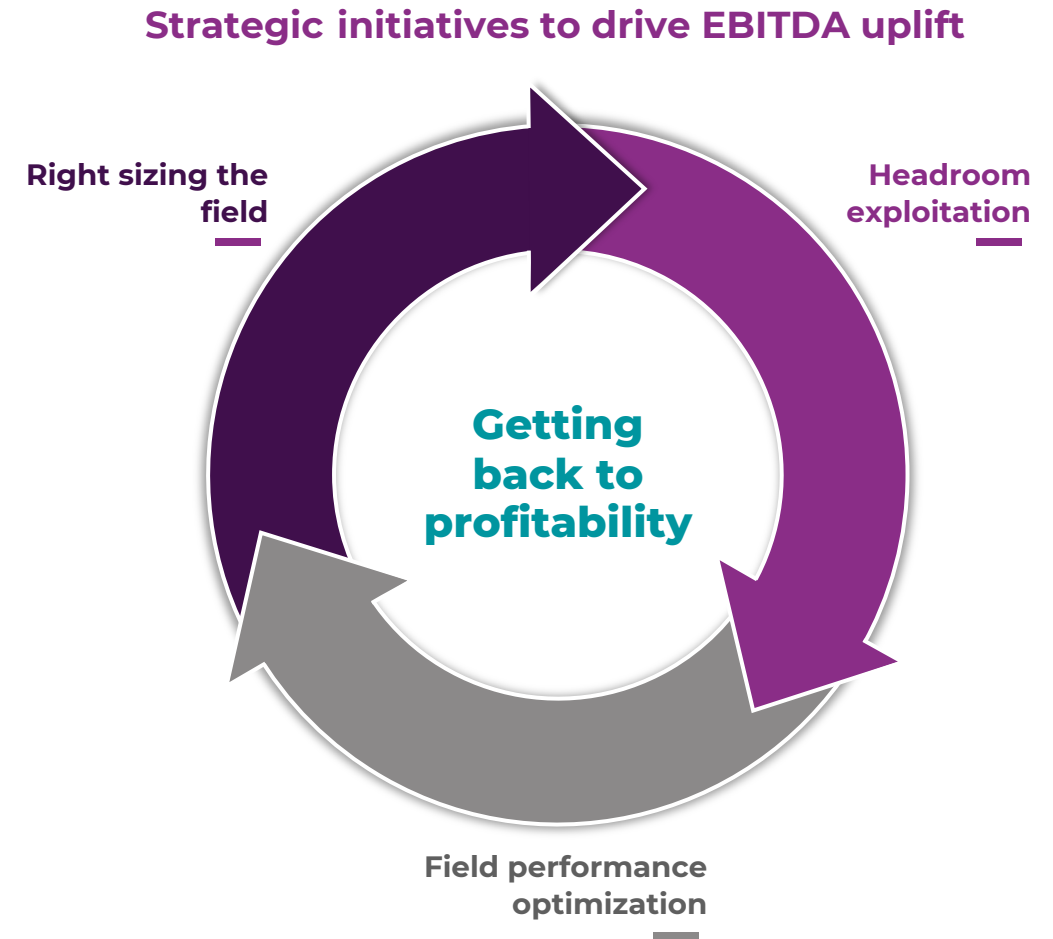 Strategic initiatives to drive EBITDA uplift
Right sizing the
field
Headroom
exploitation
Getting
back to
profitability
Field performance
optimization